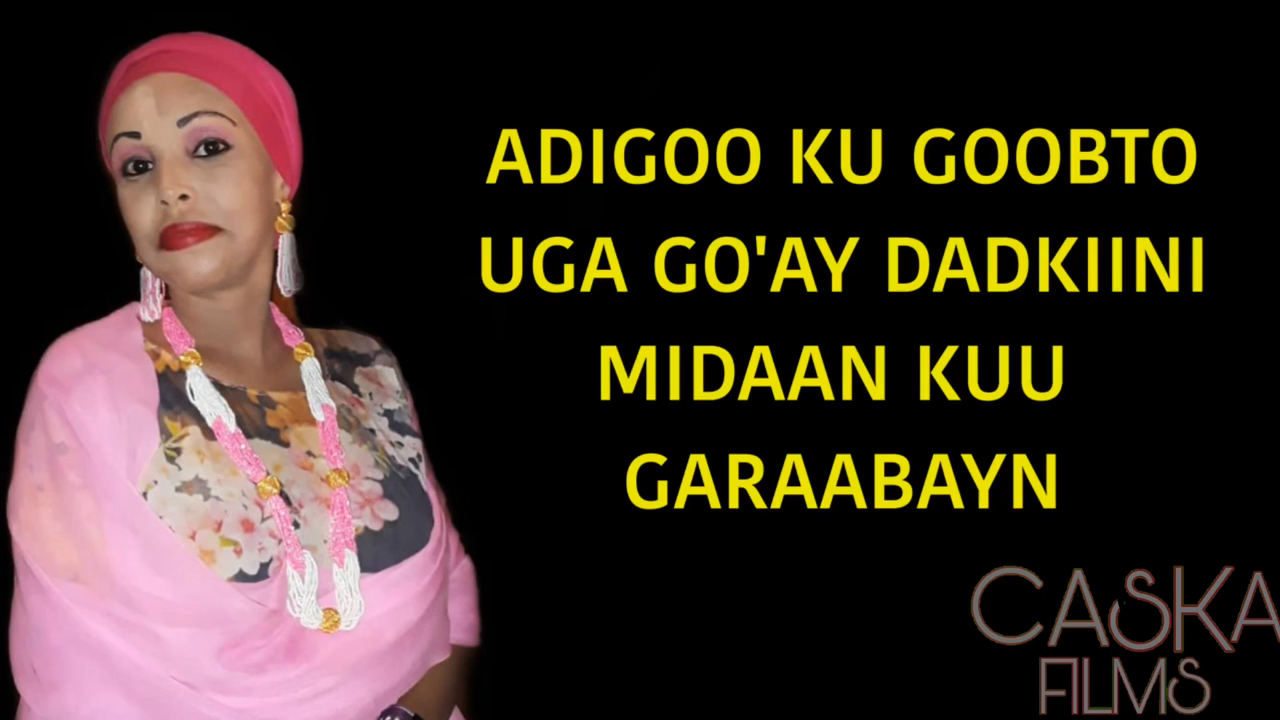 ADIGOO KU GOOBTO
UGA GO'AY DADKIINI
MIDAAN KUU
GARAABAYN
CASKA
FILMS